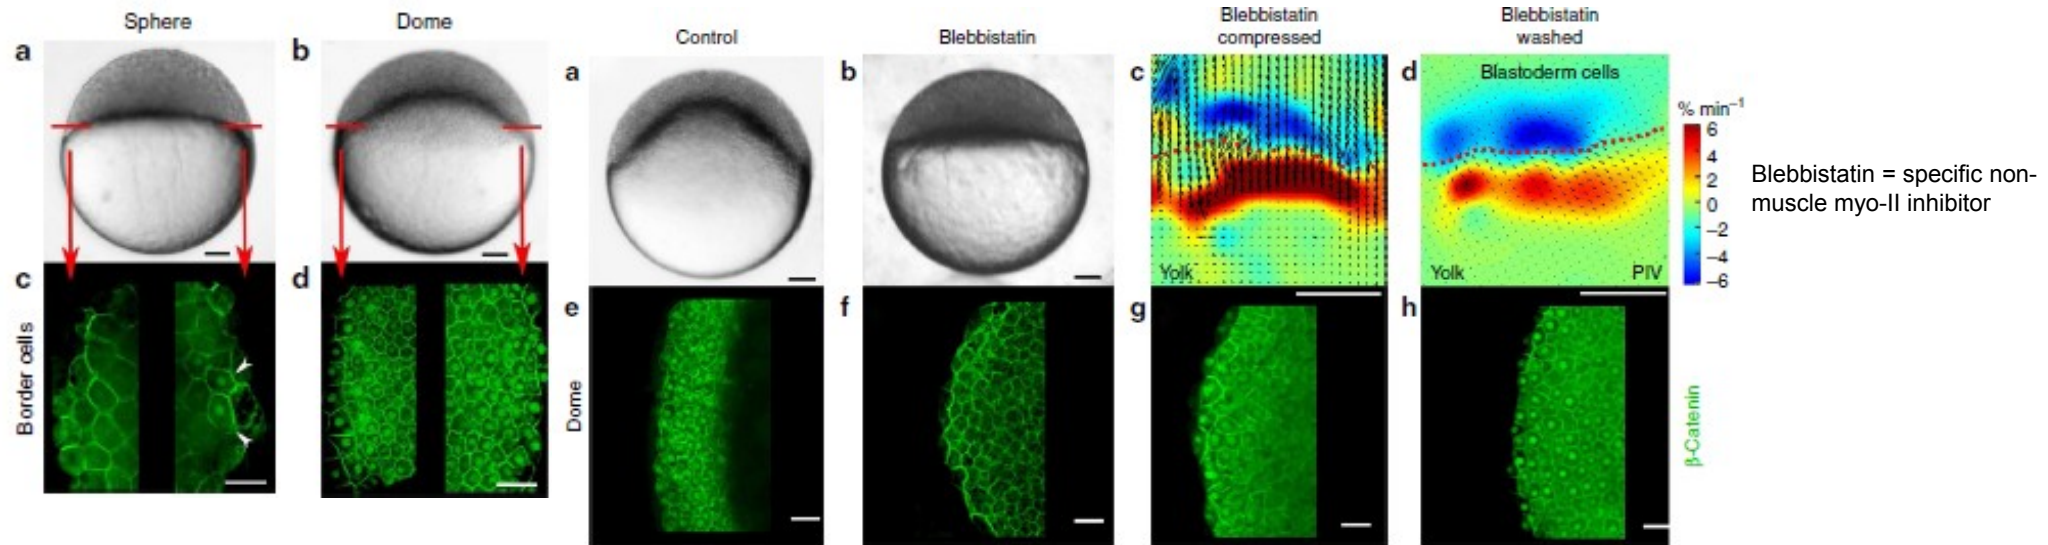 Sphere
Dome
Control
Blebbistatin
Blebbistatin
compressed
Blebbistatin
washed
a
b
a
b
c
d
Blastoderm cells
Yolk
Yolk
PIV
% min⁻¹
6
4
2
0
−2
−4
−6
Blebbistatin = specific non-
muscle myo-II inhibitor
c
d
e
f
g
h
Border cells
Dome
β-Catenin